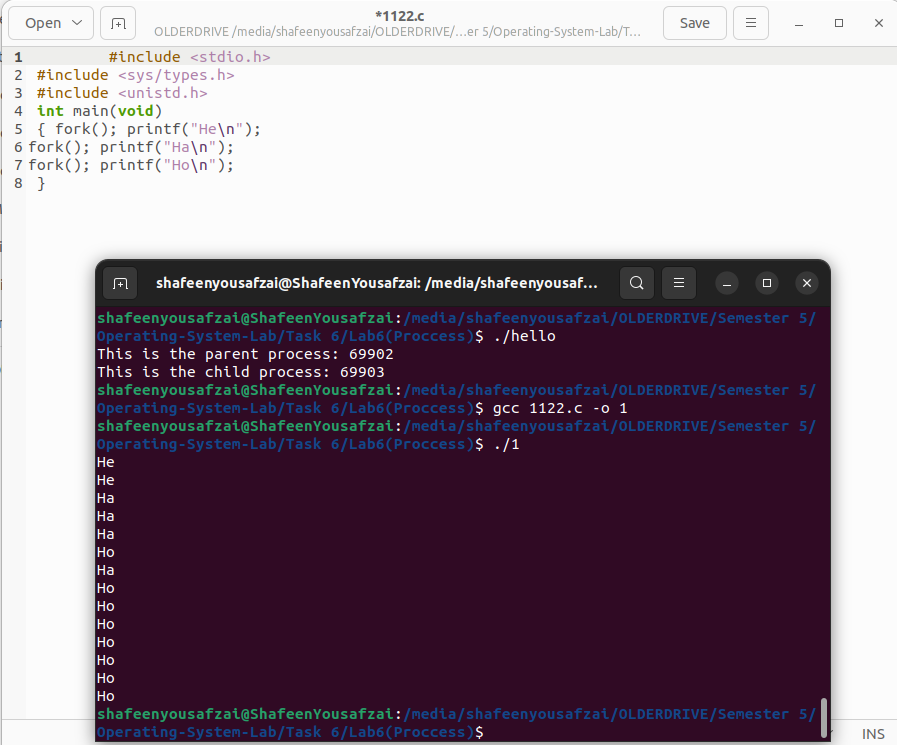 Open
*1122.c
OLDERDRIVE /media/shafeenyousafzai/OLDERDRIVE/...er 5/Operating-System-Lab/T...
Save
1 #include <stdio.h>
2 #include <sys/types.h>
3 #include <unistd.h>
4 int main(void)
5 { fork(); printf("He\n");
6 fork(); printf("Ha\n");
7 fork(); printf("Ho\n");
8 }
shafeenyousafzai@ShafeenYousafzai: /media/shafeenyousaf...
shafeenyousafzai@ShafeenYousafzai:/media/shafeenyousafzai/OLDERDRIVE/Semester 5/
Operating-System-Lab/Task 6/Lab6(Proccess)$ ./hello
This is the parent process: 69902
This is the child process: 69903
shafeenyousafzai@ShafeenYousafzai:/media/shafeenyousafzai/OLDERDRIVE/Semester 5/
Operating-System-Lab/Task 6/Lab6(Proccess)$ gcc 1122.c -o 1
shafeenyousafzai@ShafeenYousafzai:/media/shafeenyousafzai/OLDERDRIVE/Semester 5/
Operating-System-Lab/Task 6/Lab6(Proccess)$ ./1
He
He
Ha
Ha
Ha
Ho
Ha
Ho
Ho
Ho
Ho
Ho
Ho
Ho
shafeenyousafzai@ShafeenYousafzai:/media/shafeenyousafzai/OLDERDRIVE/Semester 5/
Operating-System-Lab/Task 6/Lab6(Proccess)$
INS